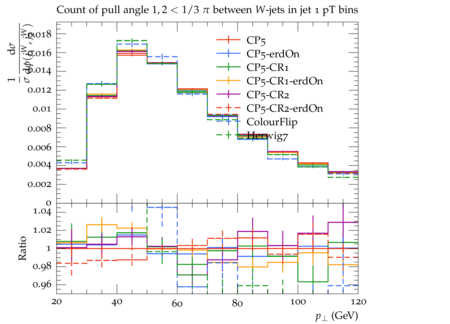 Count of pull angle 1, 2 < 1/3 π between W-jets in jet 1 pT bins
0.018
0.016
0.014
0.012
0.01
0.008
0.006
0.004
0.002
0
CP5
CP5-erdOn
CP5-CR1
CP5-CR1-erdOn
CP5-CR2
CP5-CR2-erdOn
ColourFlip
Herwig7
Ratio
1.04
1.02
1.0
0.98
0.96
20 40 60 80 100 120
p⊥ (GeV)